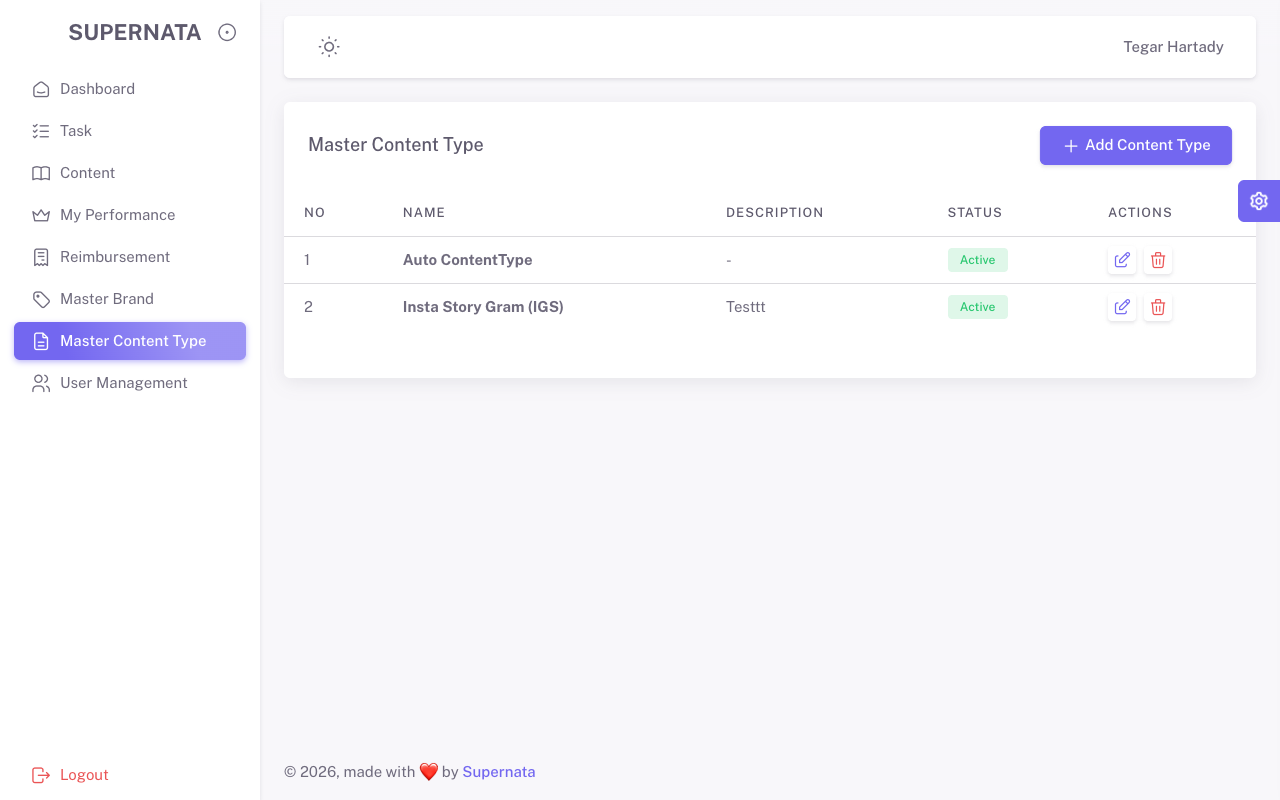 SUPERNATA
Dashboard
Task
Content
My Performance
Reimbursement
Master Brand
Master Content Type
User Management
Logout
Tegar Hartady
Master Content Type
Add Content Type
NO NAME DESCRIPTION STATUS ACTIONS
1 Auto ContentType - Active
2 Insta Story Gram (IGS) Testtt Active
© 2026, made with ❤️ by Supernata